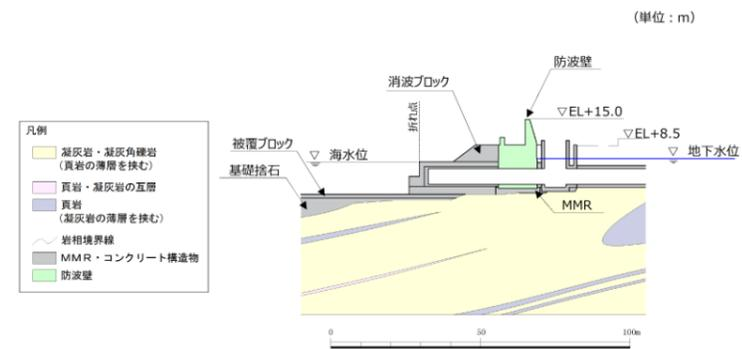 （単位：m）
防波壁
消波ブロック
折れ点
▽EL+15.0
▽EL+8.5
被覆ブロック
▽ 海水位
▽ 地下水位
基礎捨石
MMR
凡例
凝灰岩・凝灰角礫岩
（頁岩の薄層を挟む）
頁岩・凝灰岩の互層
頁岩
（凝灰岩の薄層を挟む）
岩相境界線
ＭＭＲ・コンクリート構造物
防波壁
0 50 100m